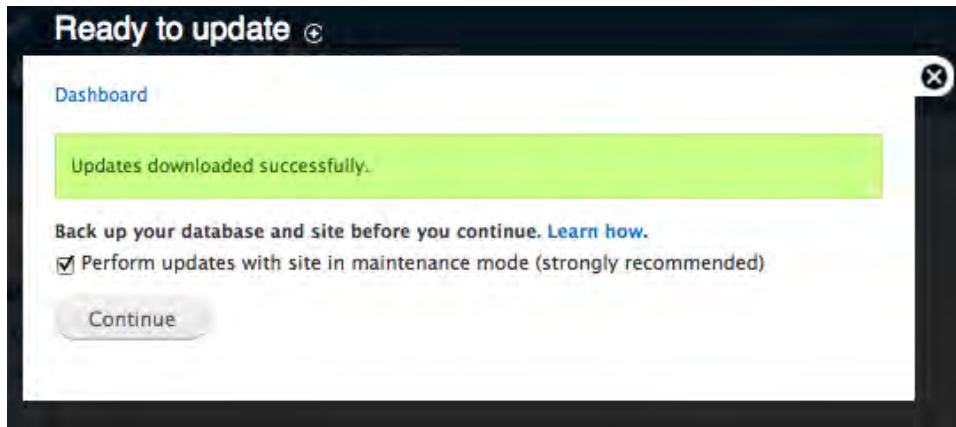 Ready to update
Dashboard
Updates downloaded successfully.
Back up your database and site before you continue. Learn how.
Perform updates with site in maintenance mode (strongly recommended)
Continue